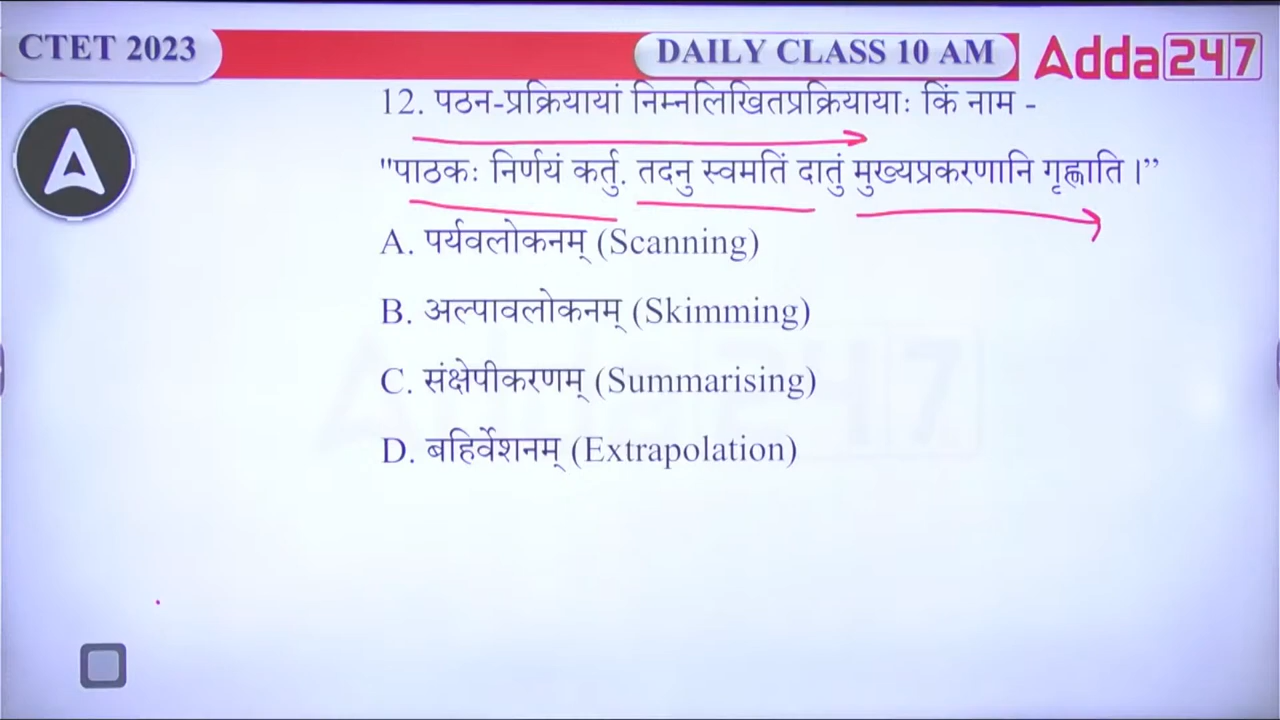 CTET 2023
DAILY CLASS 10 AM
Adda247
12. पठन-प्रक्रियायां निम्नलिखितप्रक्रियायाः किं नाम -
"पाठकः निर्णयं कर्तु. तदनु स्वमतिं दातुं मुख्यप्रकरणानि गृह्णाति।”
A. पर्यवलोकनम् (Scanning)
B. अल्पावलोकनम् (Skimming)
C. संक्षेपीकरणम् (Summarising)
D. बहिर्वेशनम् (Extrapolation)